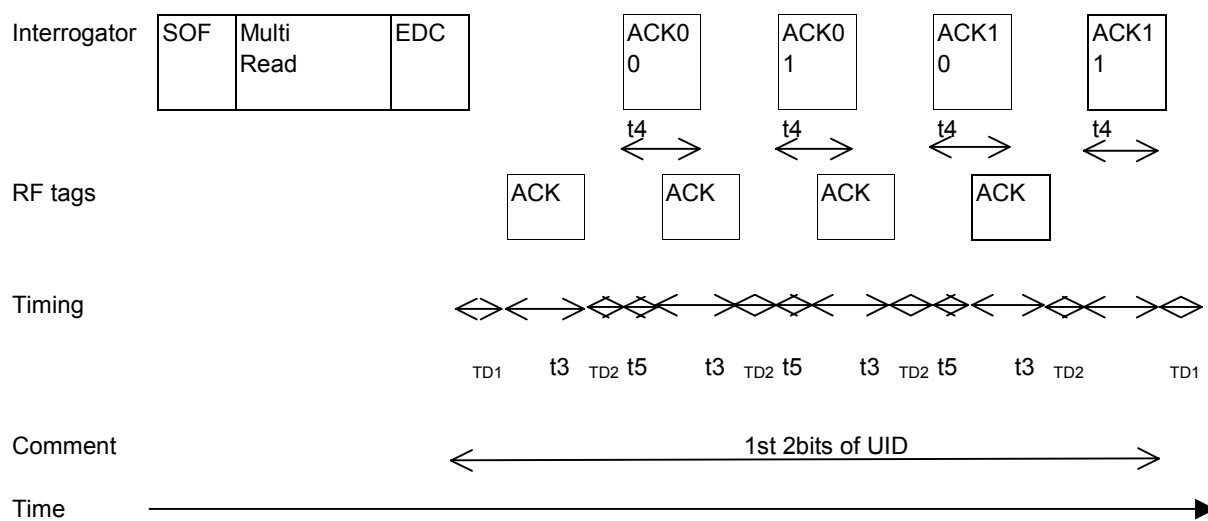 Interrogator SOF Multi EDC ACK0 ACK0 ACK1 ACK1
Read 0 1 0 1
t4 t4 t4 t4
RF tags ACK ACK ACK ACK
Timing
TD1 t3 TD2 t5 t3 TD2 t5 t3 TD2 t5 t3 TD2 TD1
Comment 1st 2bits of UID
Time